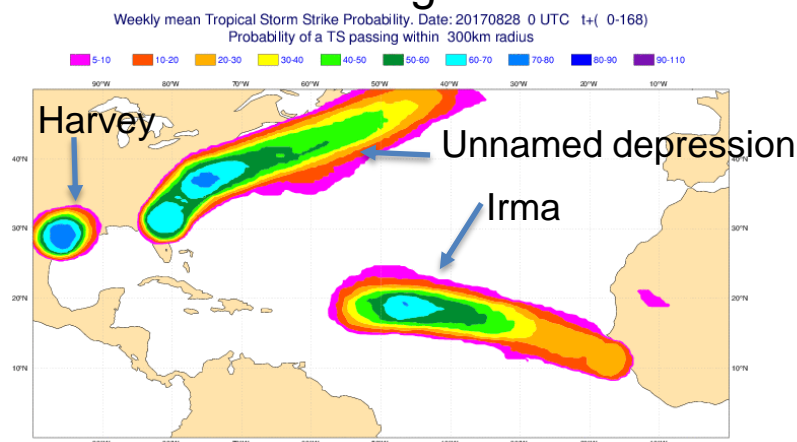 Weekly mean Tropical Storm Strike Probability. Date: 20170828 0 UTC t+( 0-168)
Probability of a TS passing within 300km radius
5-10 10-20 20-30 30-40 40-50 50-60 60-70 70-80 80-90 90-110
90°W 80°W 70°W 60°W 50°W 40°W 30°W 20°W 10°W
Harvey
Unnamed depression
40°N
Irma
30°N 30°N
20°N 20°N
10°N 10°N